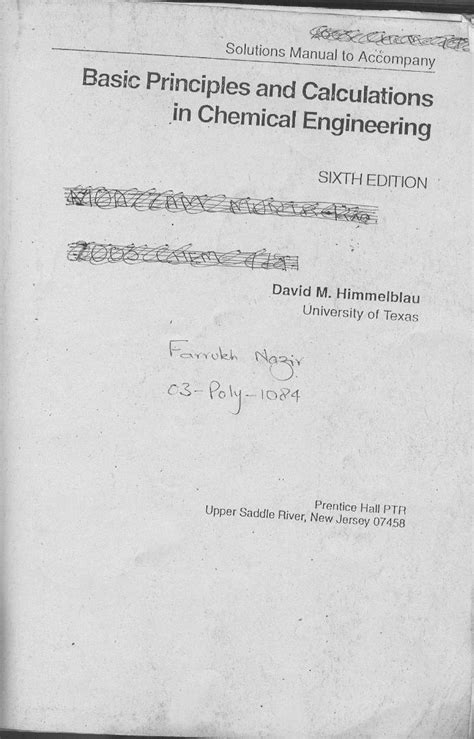 Solutions Manual to Accompany
Basic Principles and Calculations
in Chemical Engineering
SIXTH EDITION
David M. Himmelblau
University of Texas
Farrukh Nazir
03-Poly-1084
Prentice Hall PTR
Upper Saddle River, New Jersey 07458